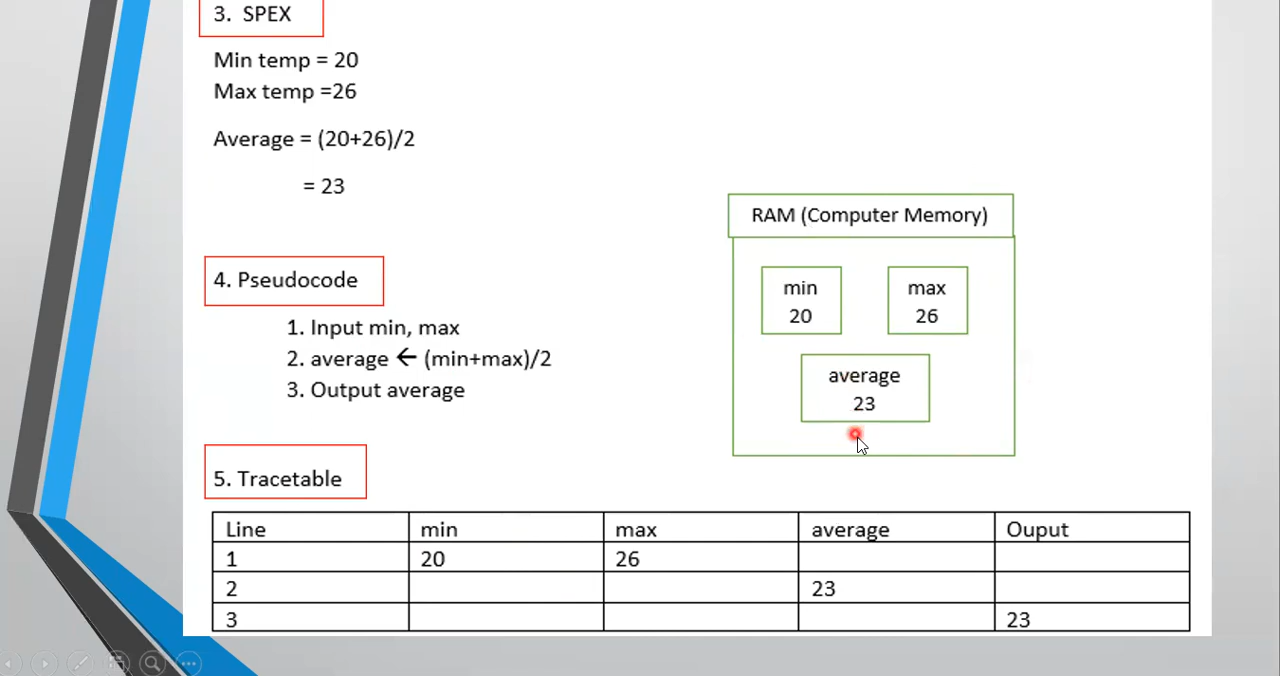 3. SPEX
Min temp = 20
Max temp =26
Average = (20+26)/2
= 23
RAM (Computer Memory)
min
20
max
26
average
23
4. Pseudocode
1. Input min, max
2. average ← (min+max)/2
3. Output average
5. Tracetable
Line min max average Ouput
1 20 26
2 23
3 23